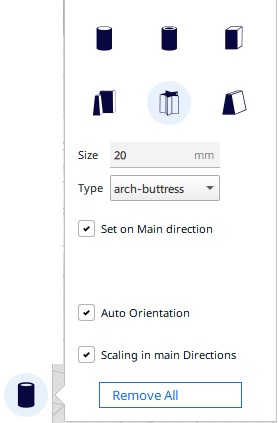 Size 20 mm
Type arch-buttress
Set on Main direction
Auto Orientation
Scaling in main Directions
Remove All